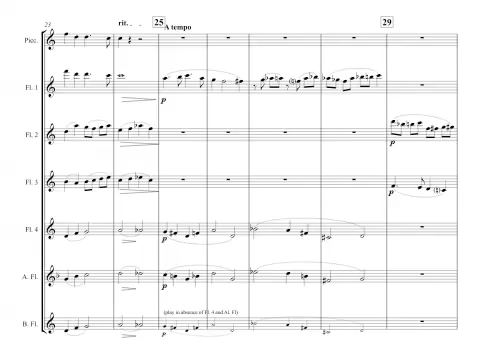 23
rit. . .
25
A tempo
29
Picc.
Fl. 1
p
Fl. 2
p
Fl. 3
p
Fl. 4
p
A. Fl.
p
(play in absence of Fl. 4 and Al. Fl)
B. Fl.
p